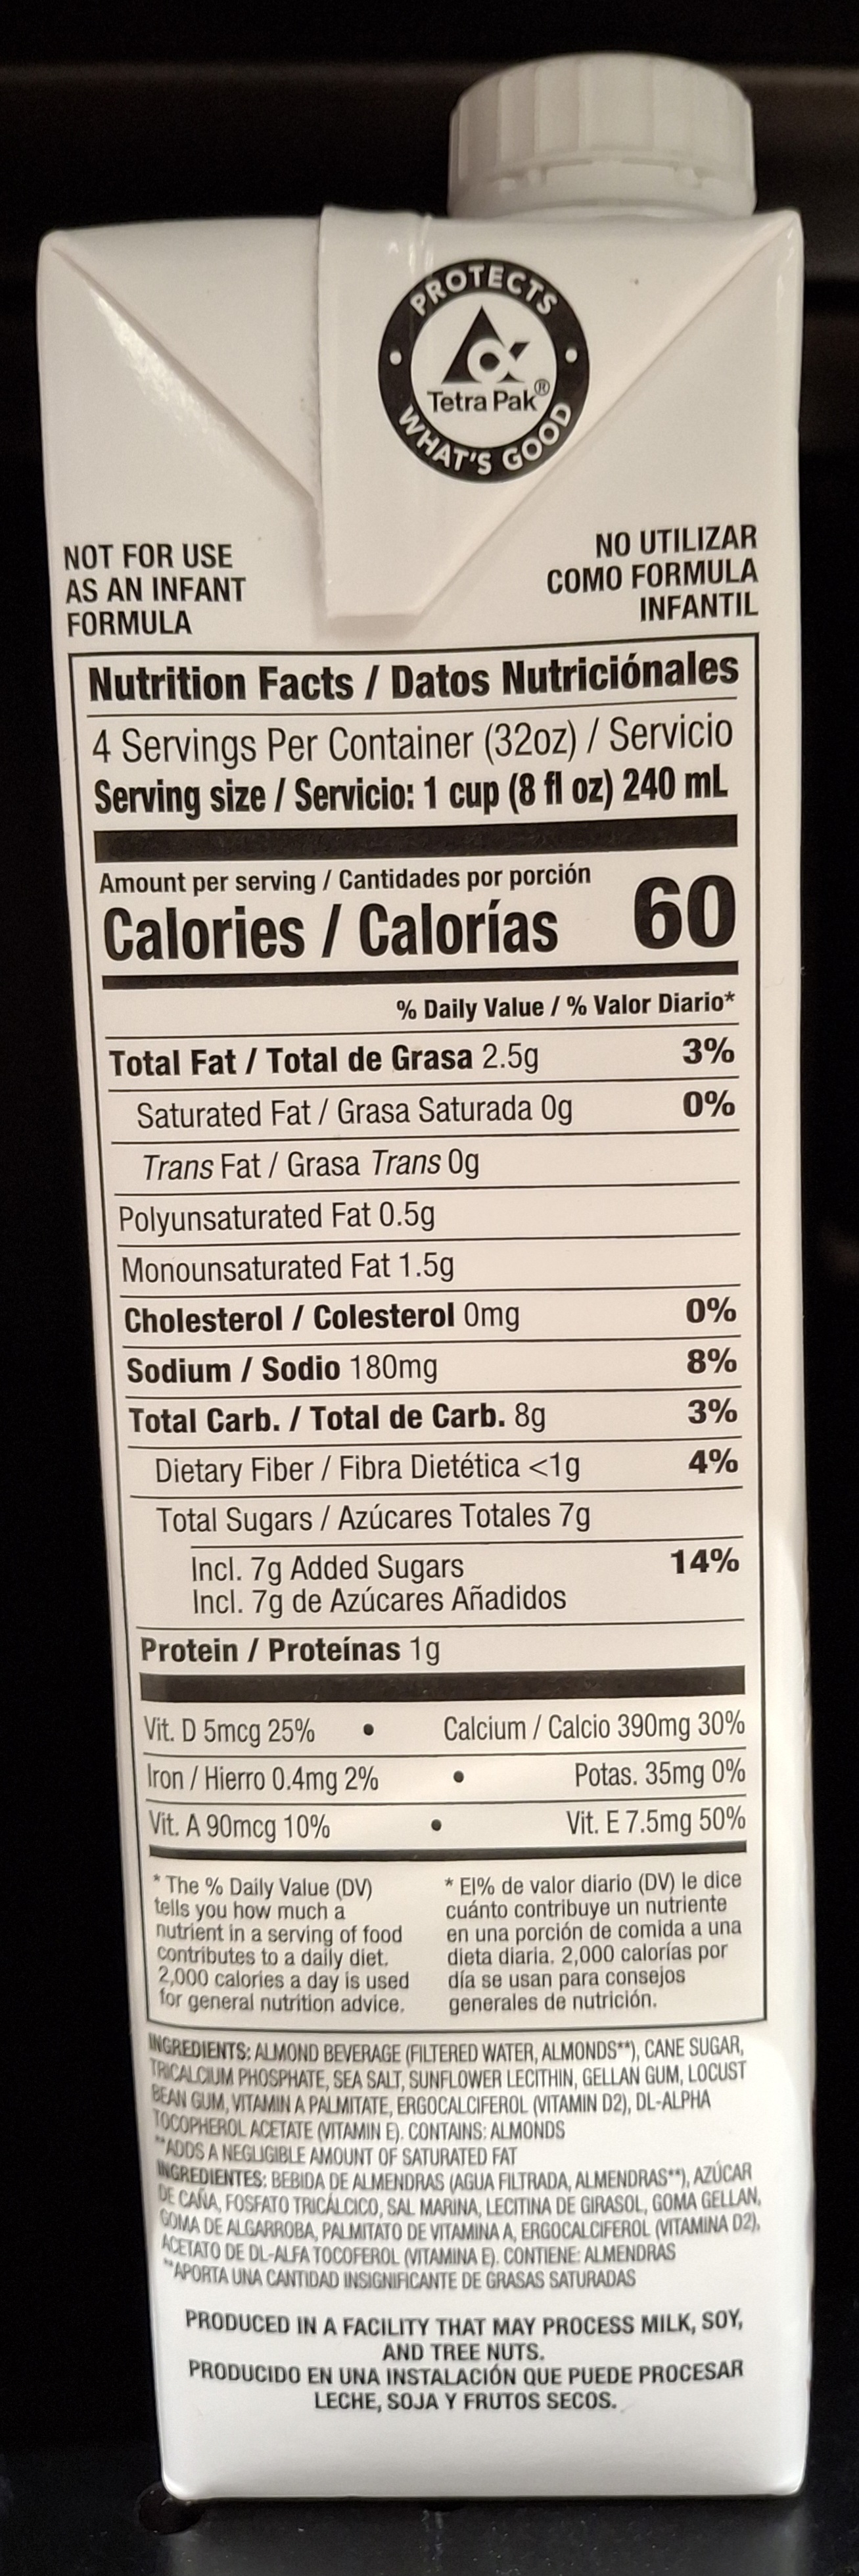 PROTECTS
Tetra Pak®
WHAT'S GOOD
NOT FOR USE
AS AN INFANT
FORMULA
NO UTILIZAR
COMO FORMULA
INFANTIL
Nutrition Facts / Datos Nutriciónales
4 Servings Per Container (32oz) / Servicio
Serving size / Servicio: 1 cup (8 fl oz) 240 mL
Amount per serving / Cantidades por porción
Calories / Calorías 60
% Daily Value / % Valor Diario*
Total Fat / Total de Grasa 2.5g 3%
Saturated Fat / Grasa Saturada 0g 0%
Trans Fat / Grasa Trans 0g
Polyunsaturated Fat 0.5g
Monounsaturated Fat 1.5g
Cholesterol / Colesterol 0mg 0%
Sodium / Sodio 180mg 8%
Total Carb. / Total de Carb. 8g 3%
Dietary Fiber / Fibra Dietética <1g 4%
Total Sugars / Azúcares Totales 7g
Incl. 7g Added Sugars 14%
Incl. 7g de Azúcares Añadidos
Protein / Proteínas 1g
Vit. D 5mcg 25% • Calcium / Calcio 390mg 30%
Iron / Hierro 0.4mg 2% • Potas. 35mg 0%
Vit. A 90mcg 10% • Vit. E 7.5mg 50%
* The % Daily Value (DV)
tells you how much a
nutrient in a serving of food
contributes to a daily diet.
2,000 calories a day is used
for general nutrition advice.
* El% de valor diario (DV) le dice
cuánto contribuye un nutriente
en una porción de comida a una
dieta diaria. 2,000 calorías por
día se usan para consejos
generales de nutrición.
INGREDIENTS: ALMOND BEVERAGE (FILTERED WATER, ALMONDS**), CANE SUGAR,
TRICALCIUM PHOSPHATE, SEA SALT, SUNFLOWER LECITHIN, GELLAN GUM, LOCUST
BEAN GUM, VITAMIN A PALMITATE, ERGOCALCIFEROL (VITAMIN D2), DL-ALPHA
TOCOPHEROL ACETATE (VITAMIN E). CONTAINS: ALMONDS
**ADDS A NEGLIGIBLE AMOUNT OF SATURATED FAT
INGREDIENTES: BEBIDA DE ALMENDRAS (AGUA FILTRADA, ALMENDRAS**), AZÚCAR
DE CAÑA, FOSFATO TRICÁLCICO, SAL MARINA, LECITINA DE GIRASOL, GOMA GELLAN,
GOMA DE ALGARROBA, PALMITATO DE VITAMINA A, ERGOCALCIFEROL (VITAMINA D2),
ACETATO DE DL-ALFA TOCOFEROL (VITAMINA E). CONTIENE: ALMENDRAS
**APORTA UNA CANTIDAD INSIGNIFICANTE DE GRASAS SATURADAS
PRODUCED IN A FACILITY THAT MAY PROCESS MILK, SOY,
AND TREE NUTS.
PRODUCIDO EN UNA INSTALACIÓN QUE PUEDE PROCESAR
LECHE, SOJA Y FRUTOS SECOS.